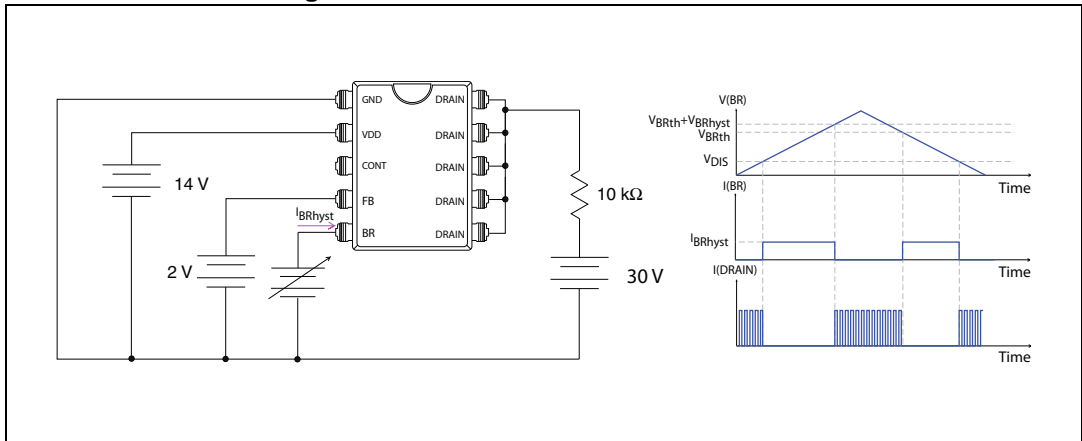 GND DRAIN
VDD DRAIN
CONT DRAIN
FB DRAIN
BR DRAIN
14 V
2 V
IBRhyst
10 kΩ
30 V
V(BR)
VBRth+VBRhyst
VBRth
VDIS
Time
I(BR)
IBRhyst
Time
I(DRAIN)
Time